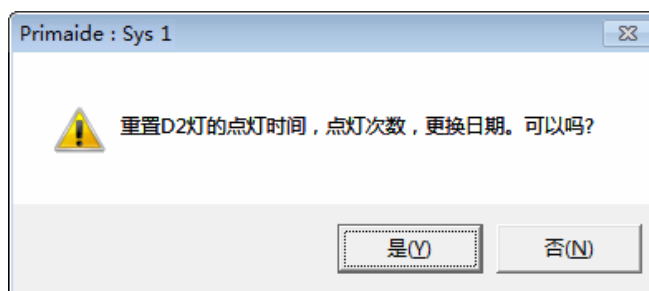 Primaide : Sys 1
重置D2灯的点灯时间，点灯次数，更换日期。可以吗?
是(Y)
否(N)